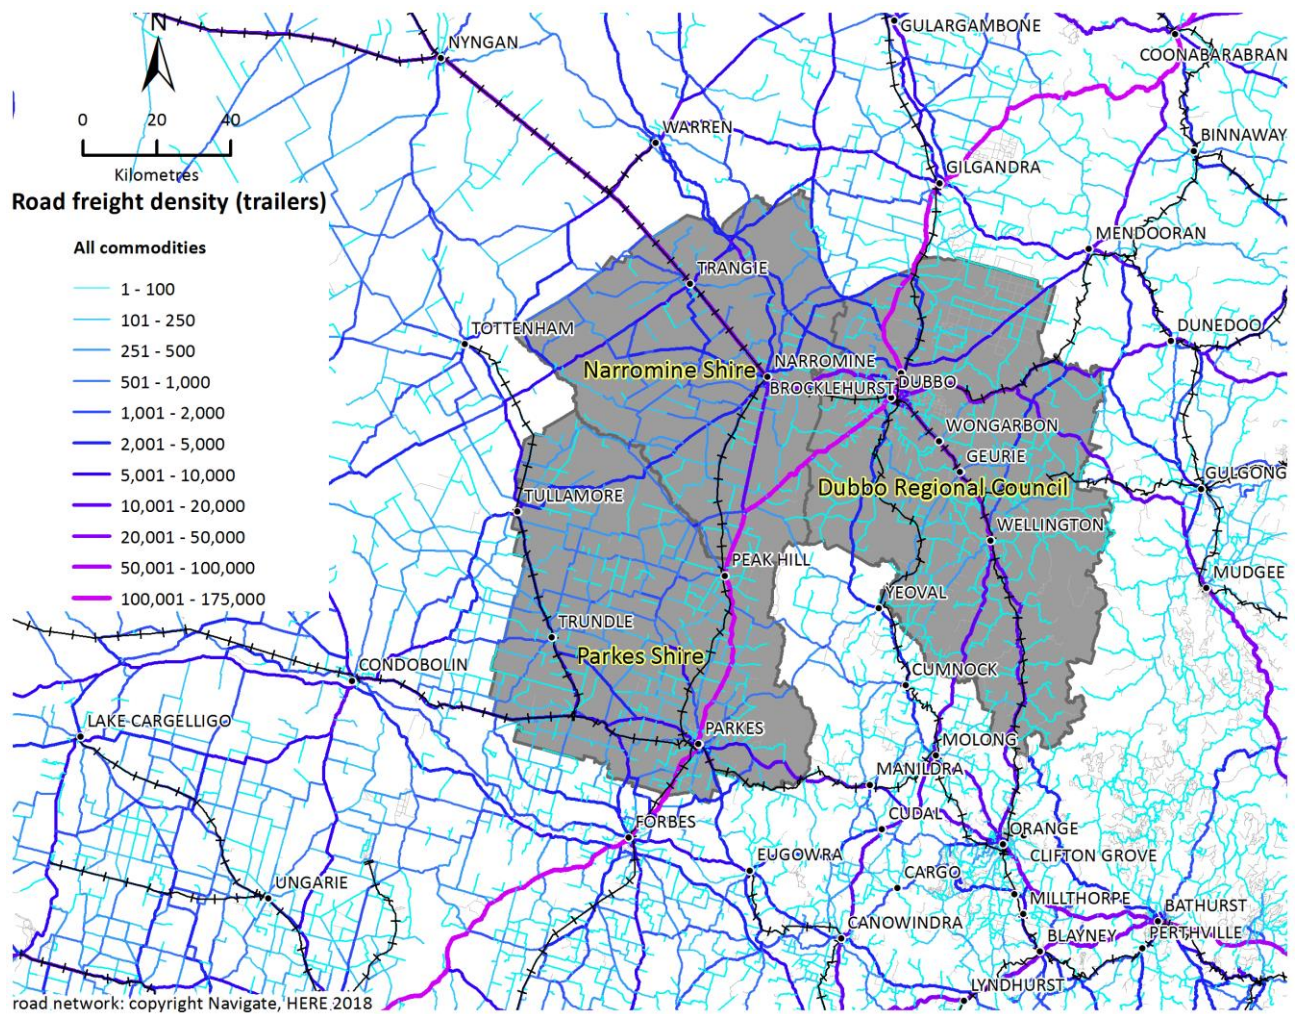 N
0 20 40
Kilometres
Road freight density (trailers)
All commodities
1 - 100
101 - 250
251 - 500
501 - 1,000
1,001 - 2,000
2,001 - 5,000
5,001 - 10,000
10,001 - 20,000
20,001 - 50,000
50,001 - 100,000
100,001 - 175,000
GULARGAMBONE
NYNGAN
COONABARABRAN
WARREN
BINNAWAY
GILGANDRA
MENDOORAN
TRANGIE
TOTTENHAM
DUNEDOO
NARROMINE
Narromine Shire
BROCKLEHURST
DUBBO
WONGARBON
GEURIE
GULGONG
Dubbo Regional Council
TULLAMORE
WELLINGTON
PEAK HILL
MUDGEE
YEOVAL
TRUNDLE
Parkes Shire
CONDOBOLIN
CUMNOCK
LAKE CARGELLIGO
PARKES
MOLONG
MANILDRA
CUDAL
FORBES
ORANGE
EUGOWRA
CLIFTON GROVE
CARGO
UNGARIE
MILLTHORPE
BATHURST
CANOWINDRA
BLAYNEY
PERTHVILLE
LYNDHURST
road network: copyright Navigate, HERE 2018